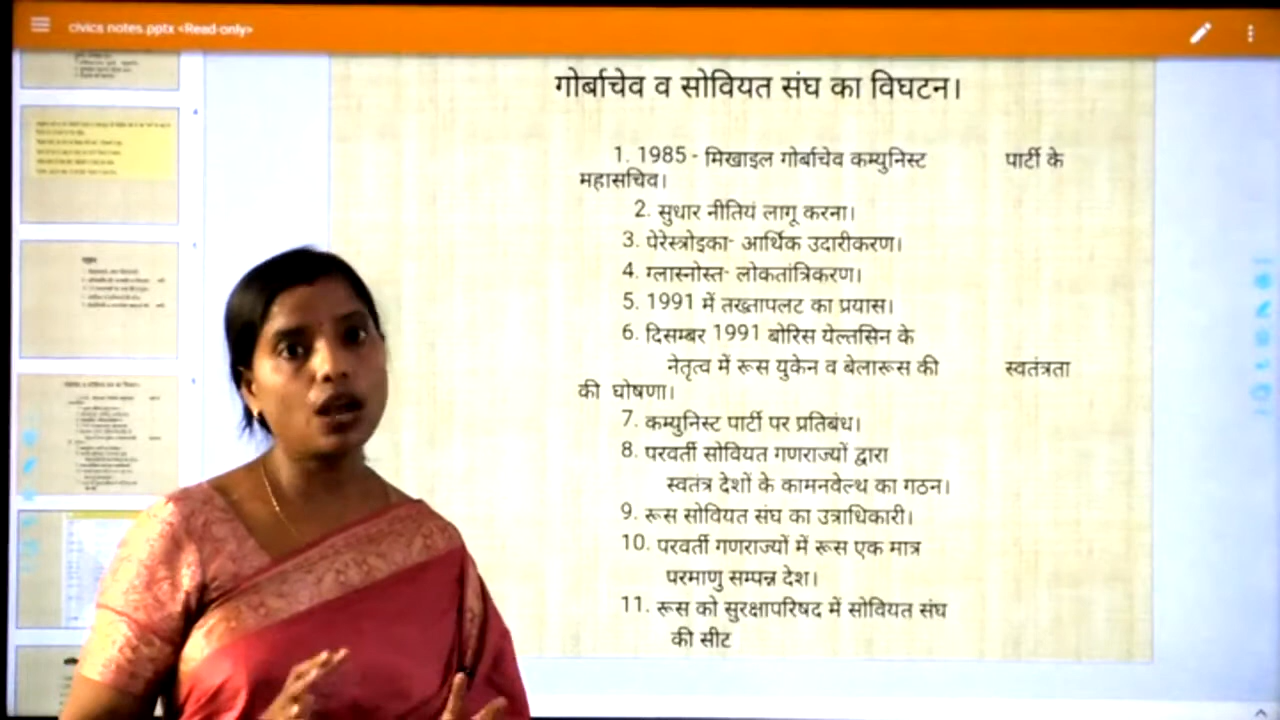 civics notes.pptx <Read-only>
गोर्बाचेव व सोवियत संघ का विघटन।
1. 1985 - मिखाइल गोर्बाचेव कम्युनिस्ट पार्टी के
महासचिव।
2. सुधार नीतियं लागू करना।
3. पेरेस्त्रोइका- आर्थिक उदारीकरण।
4. ग्लास्नोस्त- लोकतांत्रिकरण।
5. 1991 में तख्तापलट का प्रयास।
6. दिसम्बर 1991 बोरिस येल्तसिन के
नेतृत्व में रूस युकेन व बेलारूस की स्वतंत्रता
की घोषणा।
7. कम्युनिस्ट पार्टी पर प्रतिबंध।
8. परवर्ती सोवियत गणराज्यों द्वारा
स्वतंत्र देशों के कामनवेल्थ का गठन।
9. रूस सोवियत संघ का उत्राधिकारी।
10. परवर्ती गणराज्यों में रूस एक मात्र
परमाणु सम्पन्न देश।
11. रूस को सुरक्षापरिषद में सोवियत संघ
की सीट